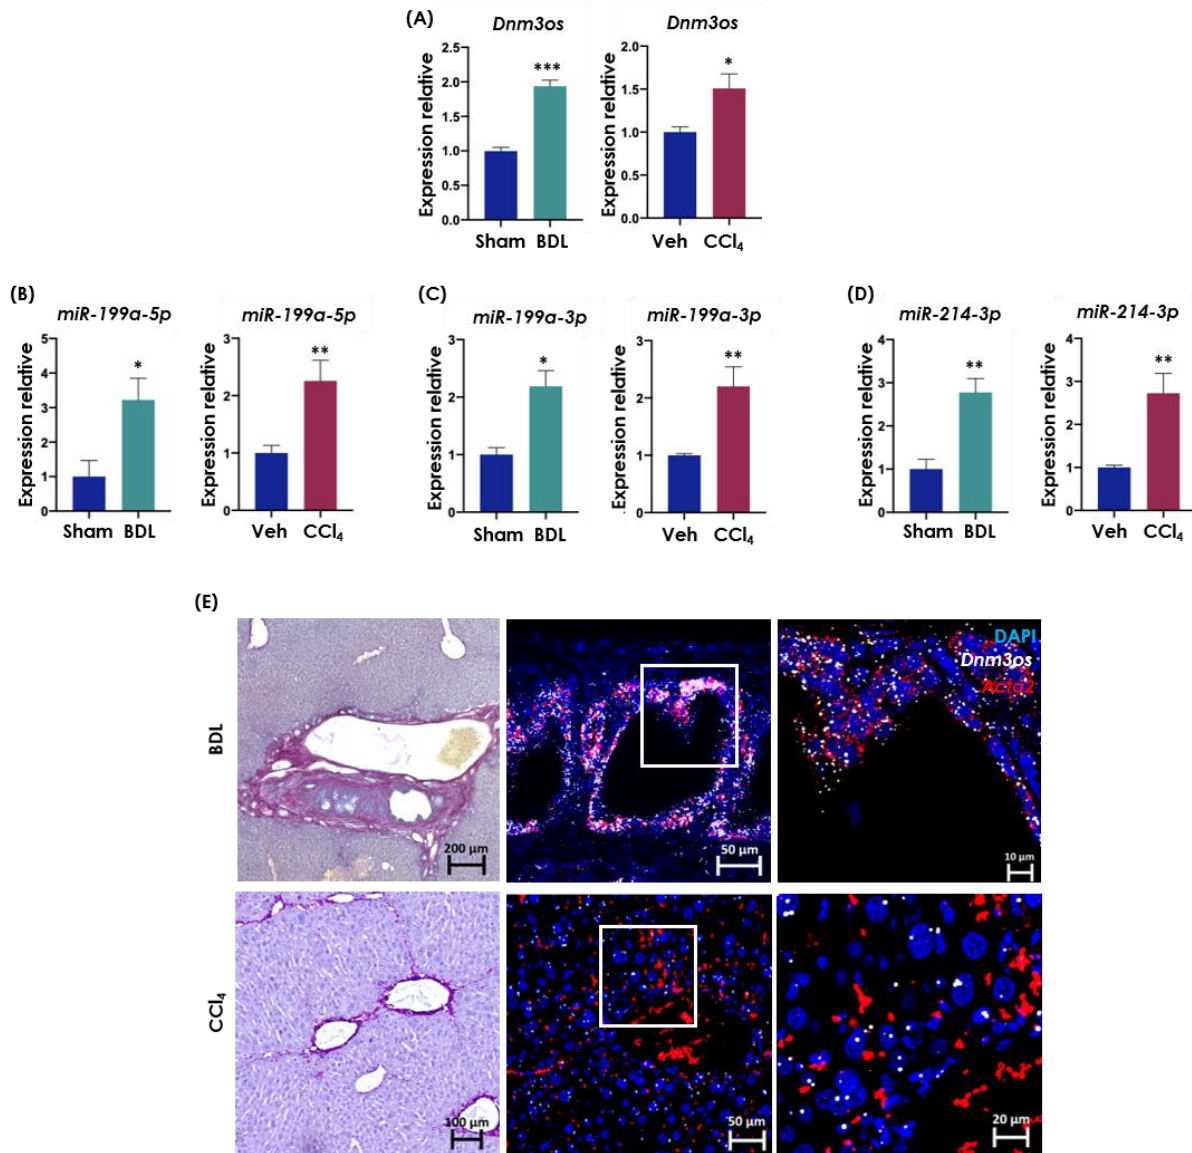 (A)
Dnm3os
Expression relative
2.5
2.0
1.5
1.0
0.5
0.0
***
Sham BDL
Dnm3os
Expression relative
2.0
1.5
1.0
0.5
0.0
*
Veh CCl₄
(B)
miR-199a-5p
Expression relative
5
4
3
2
1
0
*
Sham BDL
miR-199a-5p
Expression relative
3
2
1
0
**
Veh CCl₄
(C)
miR-199a-3p
Expression relative
3
2
1
0
*
Sham BDL
miR-199a-3p
Expression relative
3
2
1
0
**
Veh CCl₄
(D)
miR-214-3p
Expression relative
4
3
2
1
0
**
Sham BDL
miR-214-3p
Expression relative
4
3
2
1
0
**
Veh CCl₄
(E)
BDL
200 µm
50 µm
DAPI
Dnm3os
Acta2
10 µm
CCl₄
100 µm
50 µm
20 µm